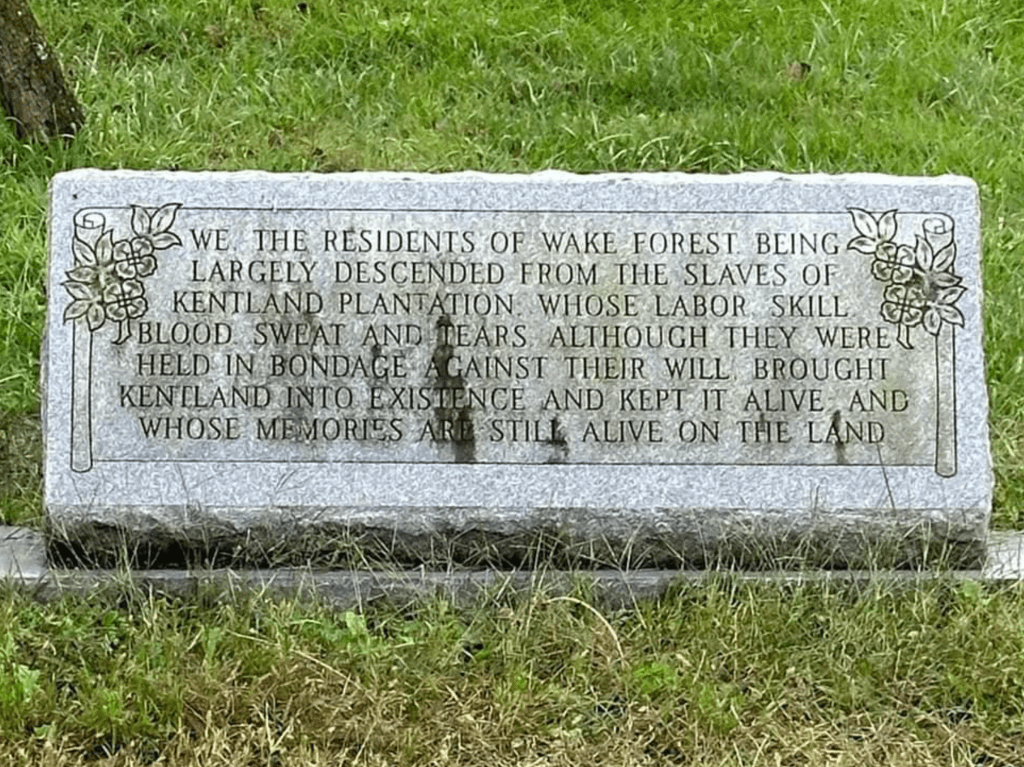 WE, THE RESIDENTS OF WAKE FOREST, BEING
LARGELY DESCENDED FROM THE SLAVES OF
KENTLAND PLANTATION, WHOSE LABOR, SKILL,
BLOOD, SWEAT AND TEARS, ALTHOUGH THEY WERE
HELD IN BONDAGE AGAINST THEIR WILL, BROUGHT
KENTLAND INTO EXISTENCE AND KEPT IT ALIVE, AND
WHOSE MEMORIES ARE STILL ALIVE ON THE LAND